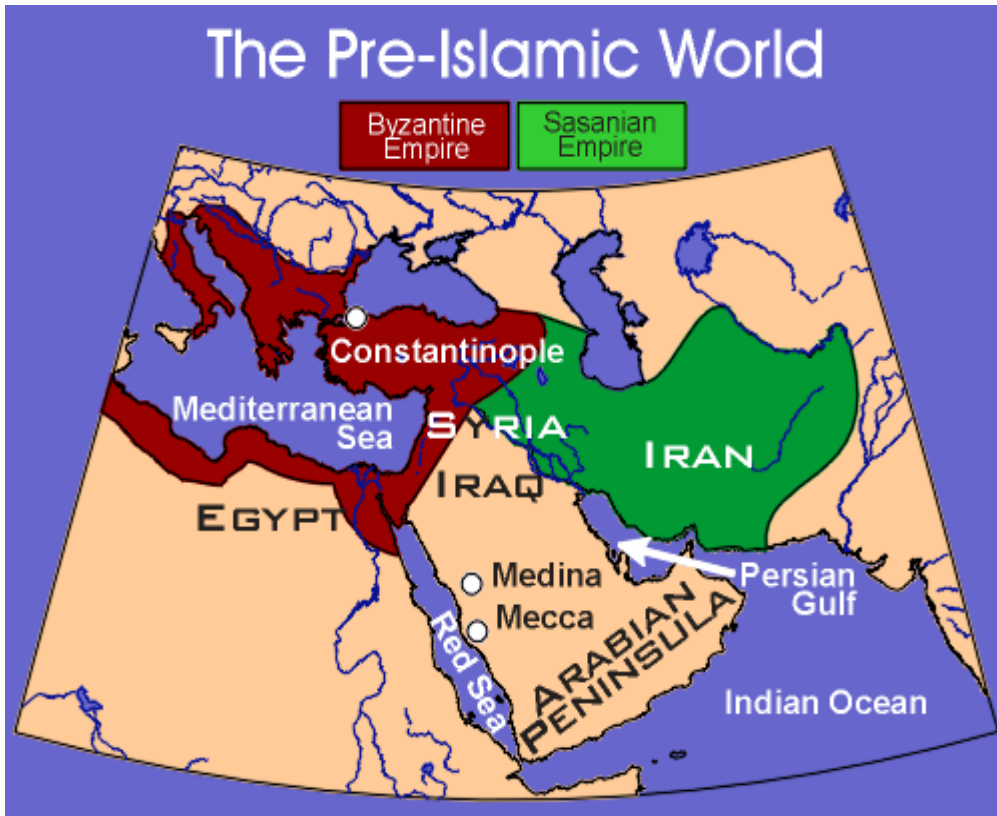 The Pre-Islamic World
Byzantine
Empire
Sasanian
Empire
Constantinople
Mediterranean
Sea
SYRIA
IRAN
IRAQ
EGYPT
Medina
Mecca
Persian
Gulf
Red Sea
ARABIAN
PENINSULA
Indian Ocean